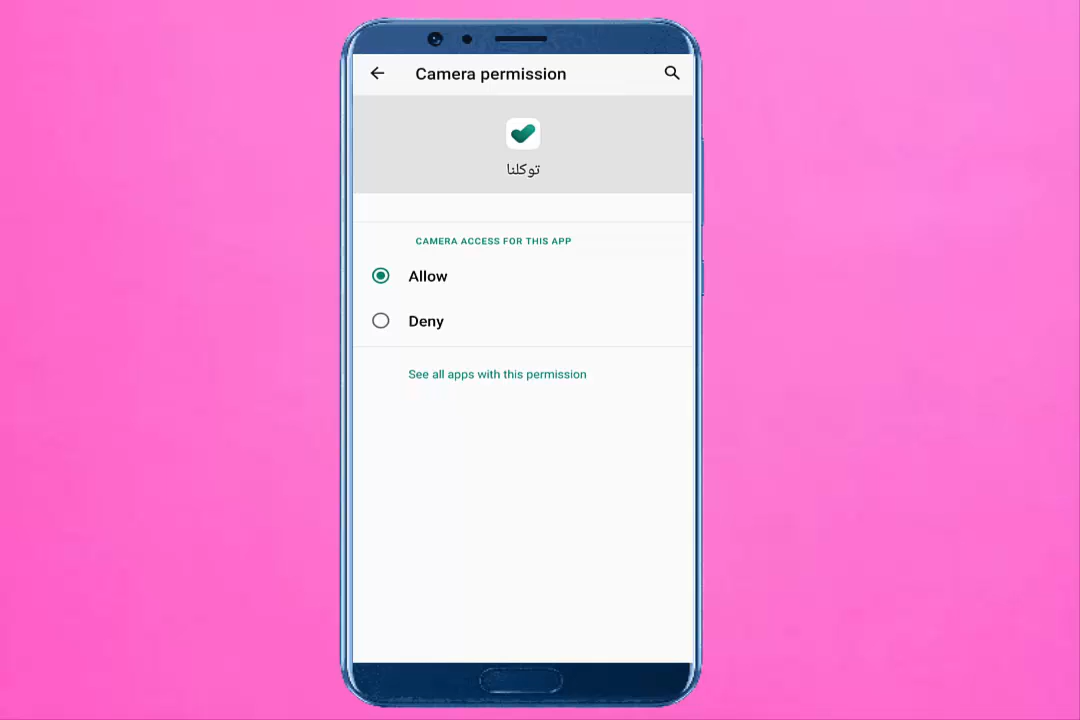 Camera permission
توكلنا
CAMERA ACCESS FOR THIS APP
Allow
Deny
See all apps with this permission